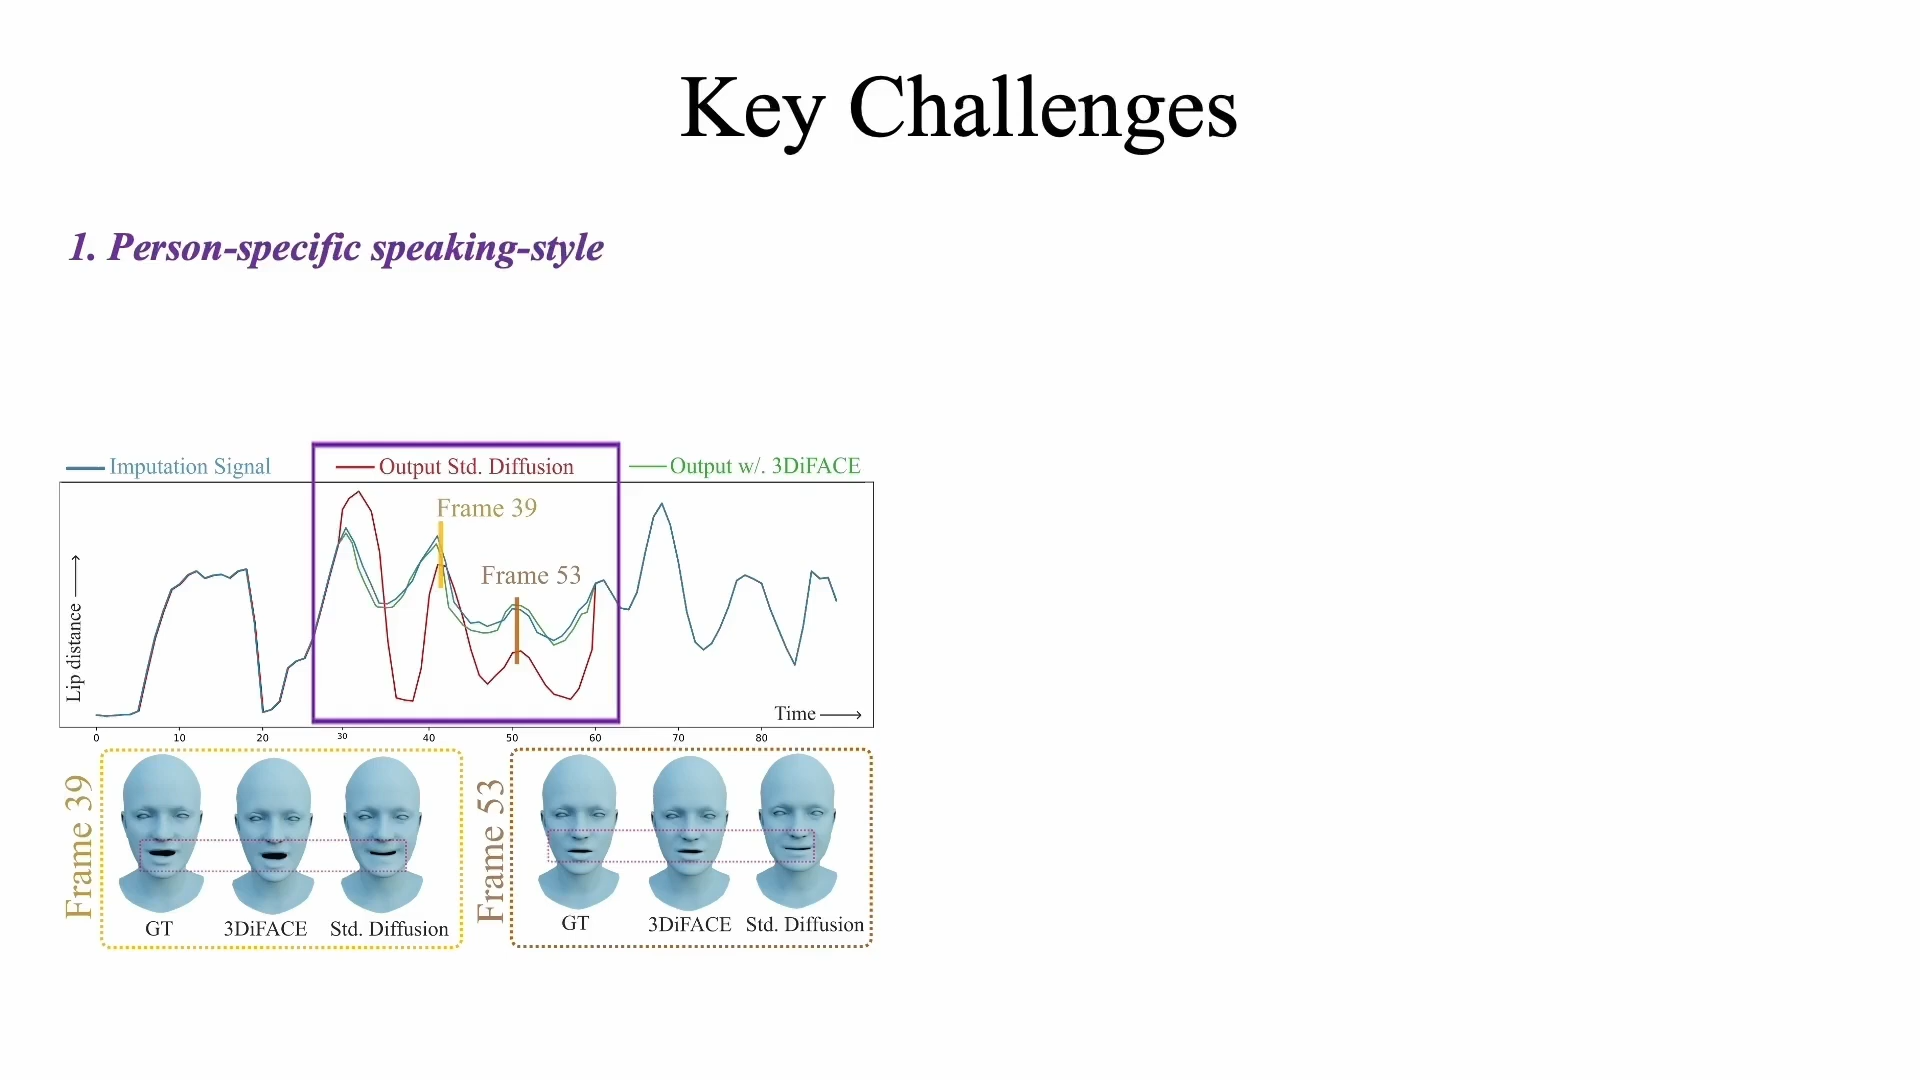 Key Challenges
1. Person-specific speaking-style
Imputation Signal
Output Std. Diffusion
Output w/. 3DiFACE
Frame 39
Frame 53
Lip distance
Time
0 10 20 30 40 50 60 70 80
Frame 39
GT 3DiFACE Std. Diffusion
Frame 53
GT 3DiFACE Std. Diffusion